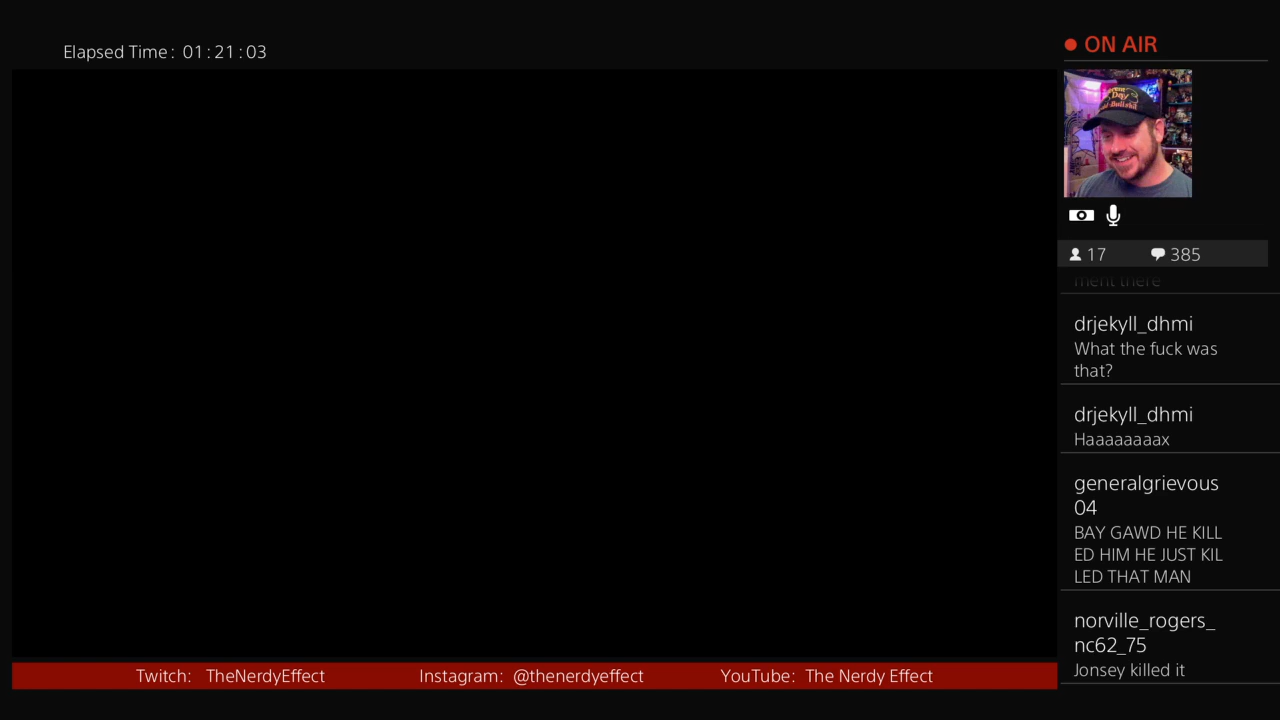 Elapsed Time: 01:21:03
ON AIR
17 385
ment there
drjekyll_dhmi
What the fuck was
that?
drjekyll_dhmi
Haaaaaaaax
generalgrievous
04
BAY GAWD HE KILL
ED HIM HE JUST KIL
LED THAT MAN
norville_rogers_
nc62_75
Jonsey killed it
Twitch: TheNerdyEffect Instagram: @thenerdyeffect YouTube: The Nerdy Effect